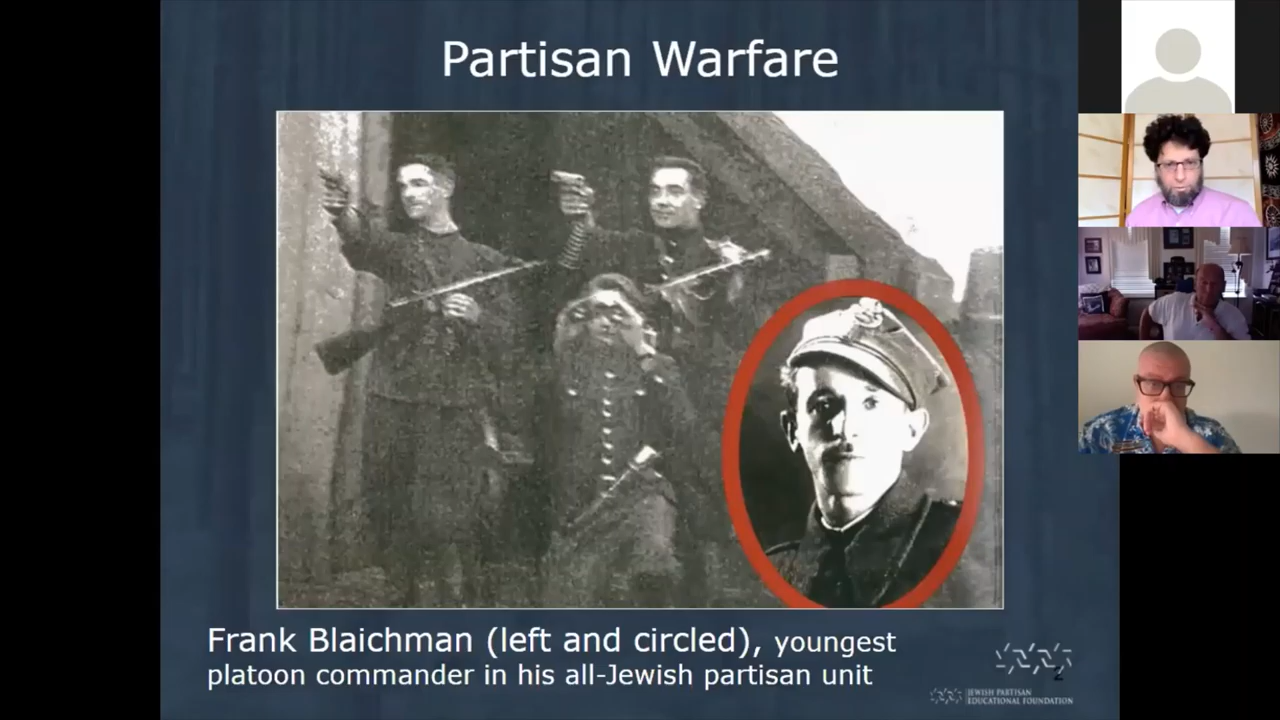 Partisan Warfare
Frank Blaichman (left and circled), youngest
platoon commander in his all-Jewish partisan unit
2
JEWISH PARTISAN
EDUCATIONAL FOUNDATION